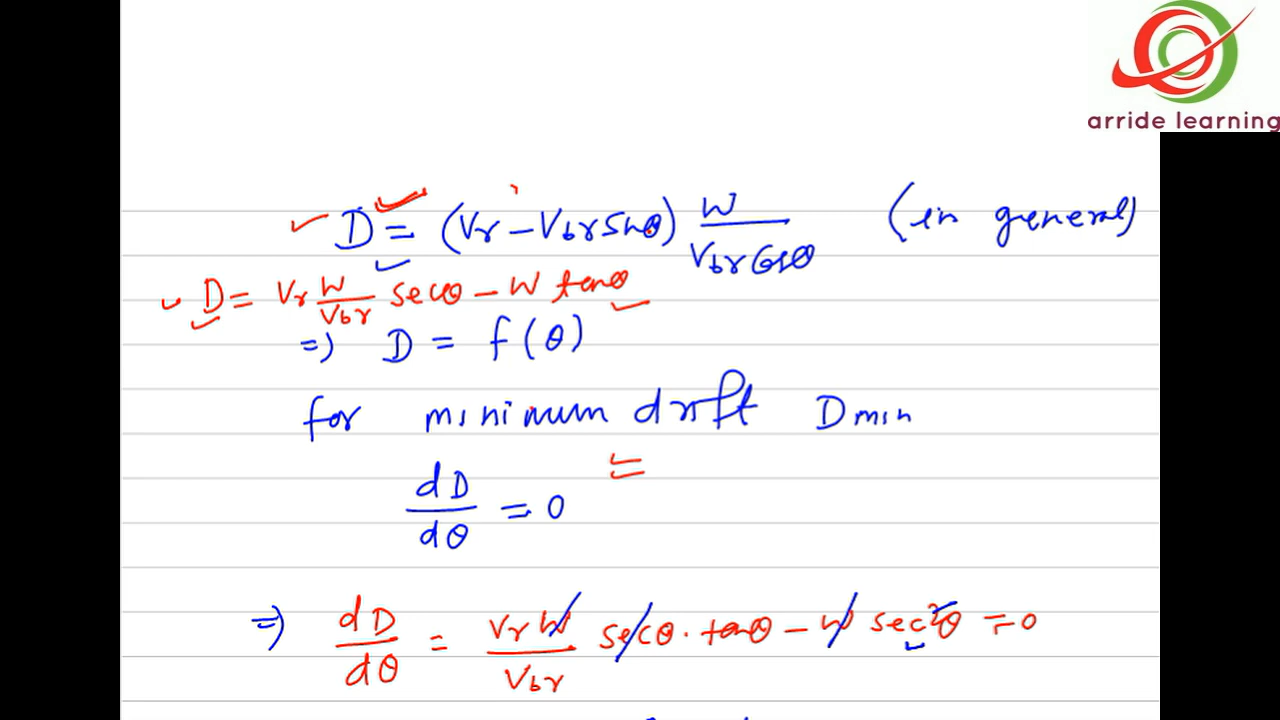 arride learning
D = (Vr - Vbr Sinθ) W / Vbr Cosθ (in general)
D = Vr W / Vbr secθ - W tanθ
=) D = f(θ)
for minimum drift Dmin
dD / dθ = 0
=) dD / dθ = Vr W / Vbr secθ . tanθ - W sec²θ = 0